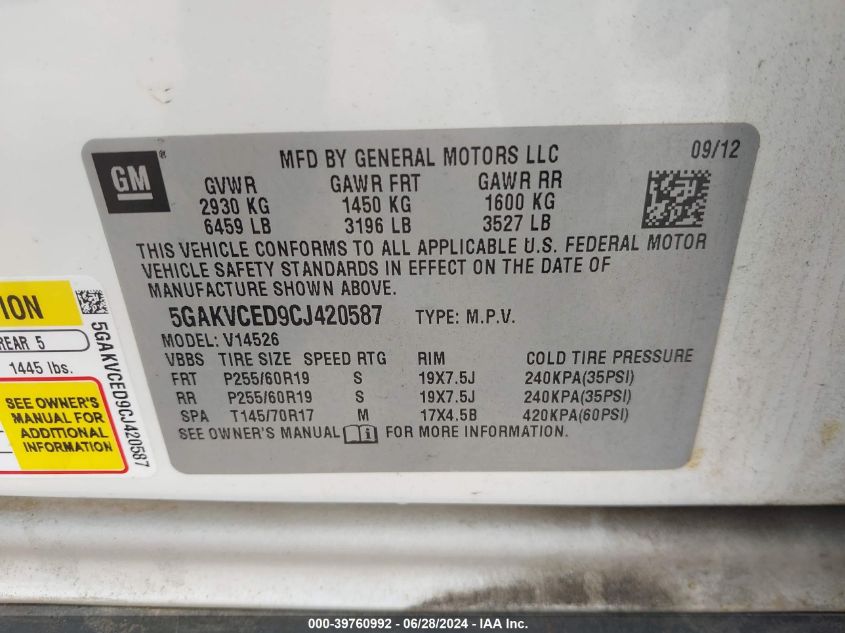 GM
®
MFD BY GENERAL MOTORS LLC 09/12
GVWR GAWR FRT GAWR RR
2930 KG 1450 KG 1600 KG
6459 LB 3196 LB 3527 LB
THIS VEHICLE CONFORMS TO ALL APPLICABLE U.S. FEDERAL MOTOR
VEHICLE SAFETY STANDARDS IN EFFECT ON THE DATE OF
MANUFACTURE SHOWN ABOVE.
5GAKVCED9CJ420587 TYPE: M.P.V.
MODEL: V14526
VBBS TIRE SIZE SPEED RTG RIM COLD TIRE PRESSURE
FRT P255/60R19 S 19X7.5J 240KPA(35PSI)
RR P255/60R19 S 19X7.5J 240KPA(35PSI)
SPA T145/70R17 M 17X4.5B 420KPA(60PSI)
SEE OWNER'S MANUAL i FOR MORE INFORMATION.
TION
REAR 5
1445 lbs.
SEE OWNER'S
MANUAL FOR
ADDITIONAL
INFORMATION
5GAKVCED9CJ420587
000-39760992 - 06/28/2024 - IAA Inc.